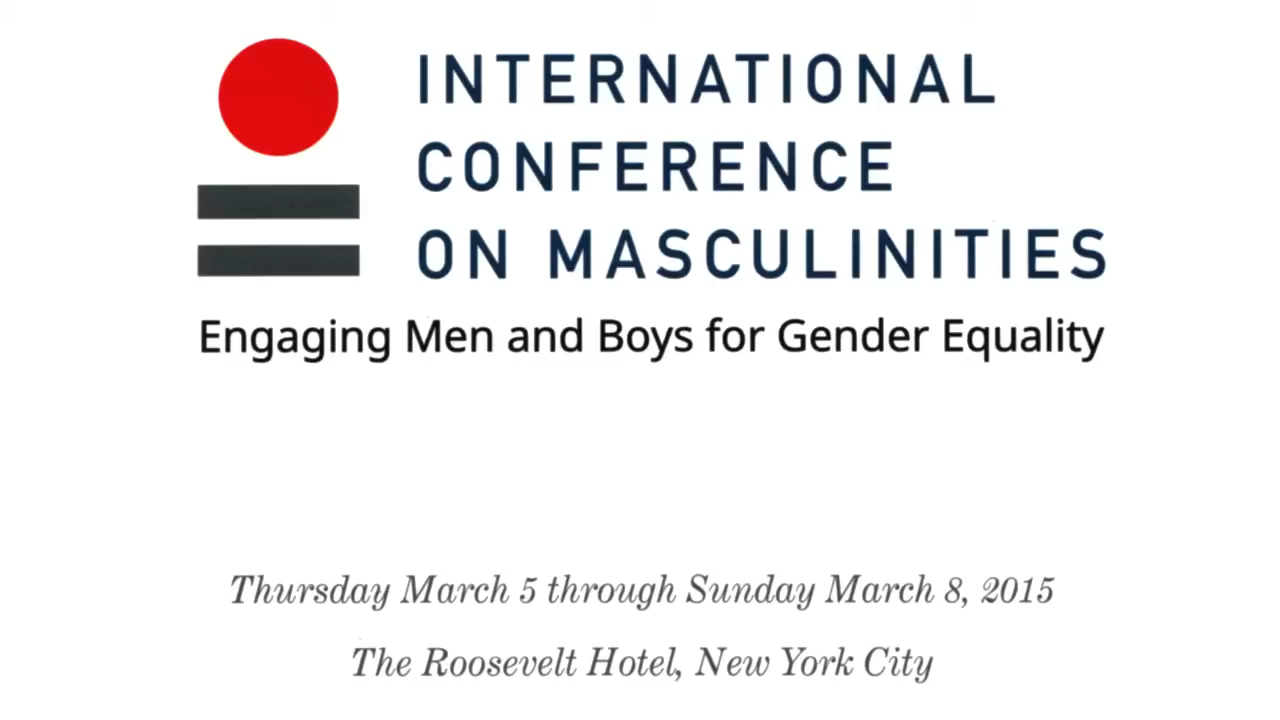 INTERNATIONAL
CONFERENCE
ON MASCULINITIES
Engaging Men and Boys for Gender Equality
Thursday March 5 through Sunday March 8, 2015
The Roosevelt Hotel, New York City